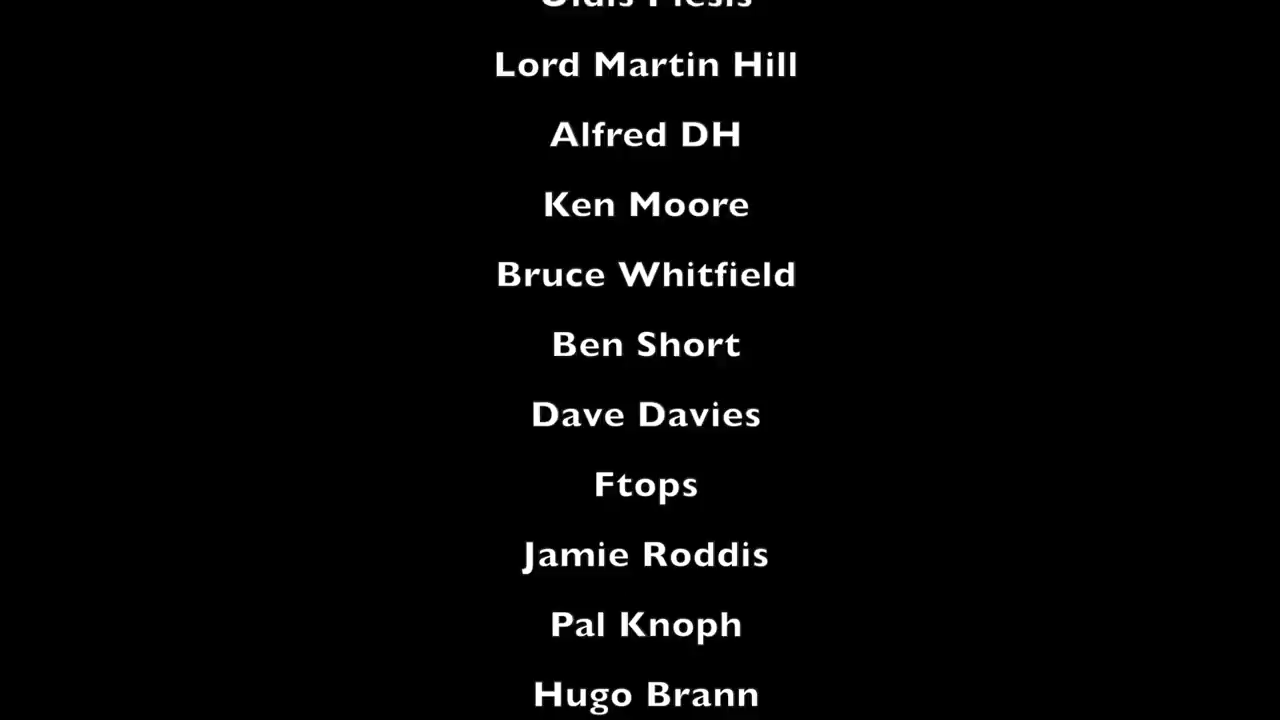 Lord Martin Hill
Alfred DH
Ken Moore
Bruce Whitfield
Ben Short
Dave Davies
Ftops
Jamie Roddis
Pal Knoph
Hugo Brann